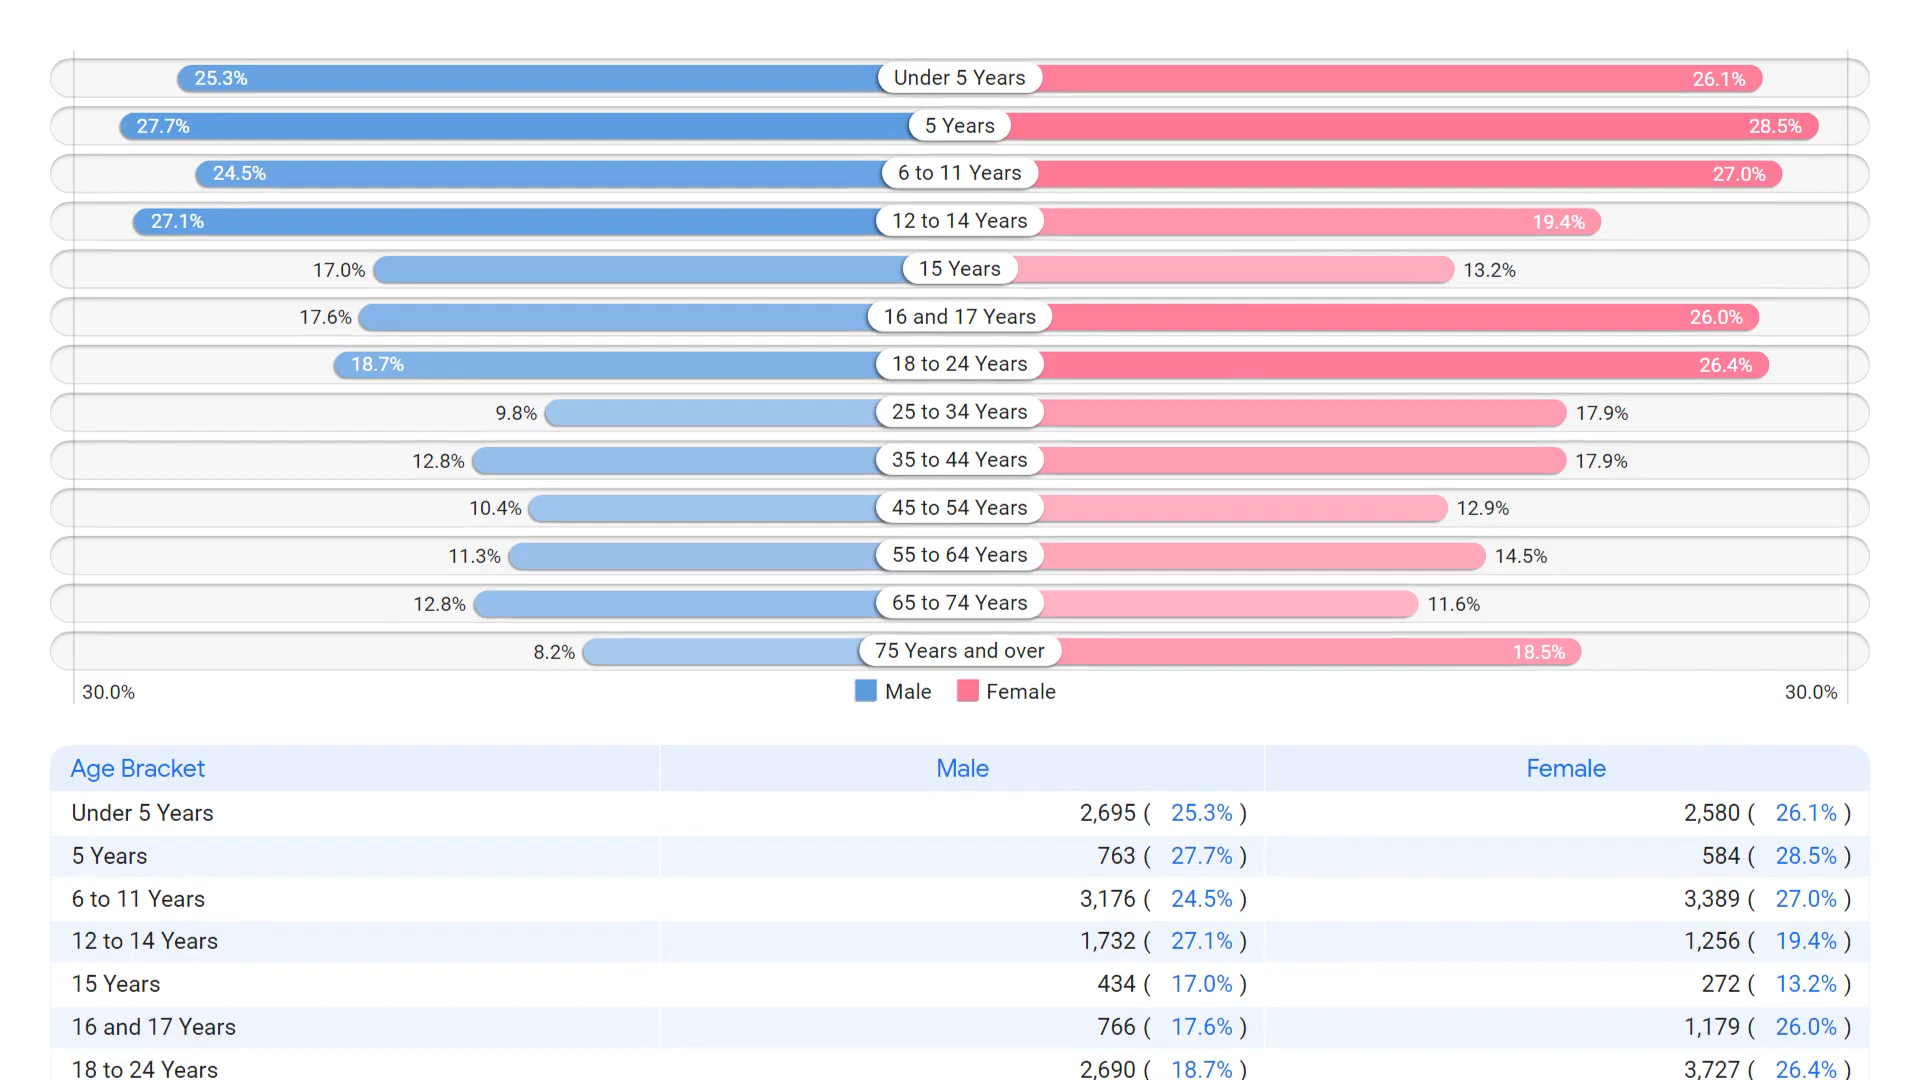 25.3% Under 5 Years 26.1%
27.7% 5 Years 28.5%
24.5% 6 to 11 Years 27.0%
27.1% 12 to 14 Years 19.4%
17.0% 15 Years 13.2%
17.6% 16 and 17 Years 26.0%
18.7% 18 to 24 Years 26.4%
9.8% 25 to 34 Years 17.9%
12.8% 35 to 44 Years 17.9%
10.4% 45 to 54 Years 12.9%
11.3% 55 to 64 Years 14.5%
12.8% 65 to 74 Years 11.6%
8.2% 75 Years and over 18.5%
30.0% Male Female 30.0%
Age Bracket Male Female
Under 5 Years 2,695 ( 25.3% ) 2,580 ( 26.1% )
5 Years 763 ( 27.7% ) 584 ( 28.5% )
6 to 11 Years 3,176 ( 24.5% ) 3,389 ( 27.0% )
12 to 14 Years 1,732 ( 27.1% ) 1,256 ( 19.4% )
15 Years 434 ( 17.0% ) 272 ( 13.2% )
16 and 17 Years 766 ( 17.6% ) 1,179 ( 26.0% )
18 to 24 Years 2,690 ( 18.7% ) 3,727 ( 26.4% )